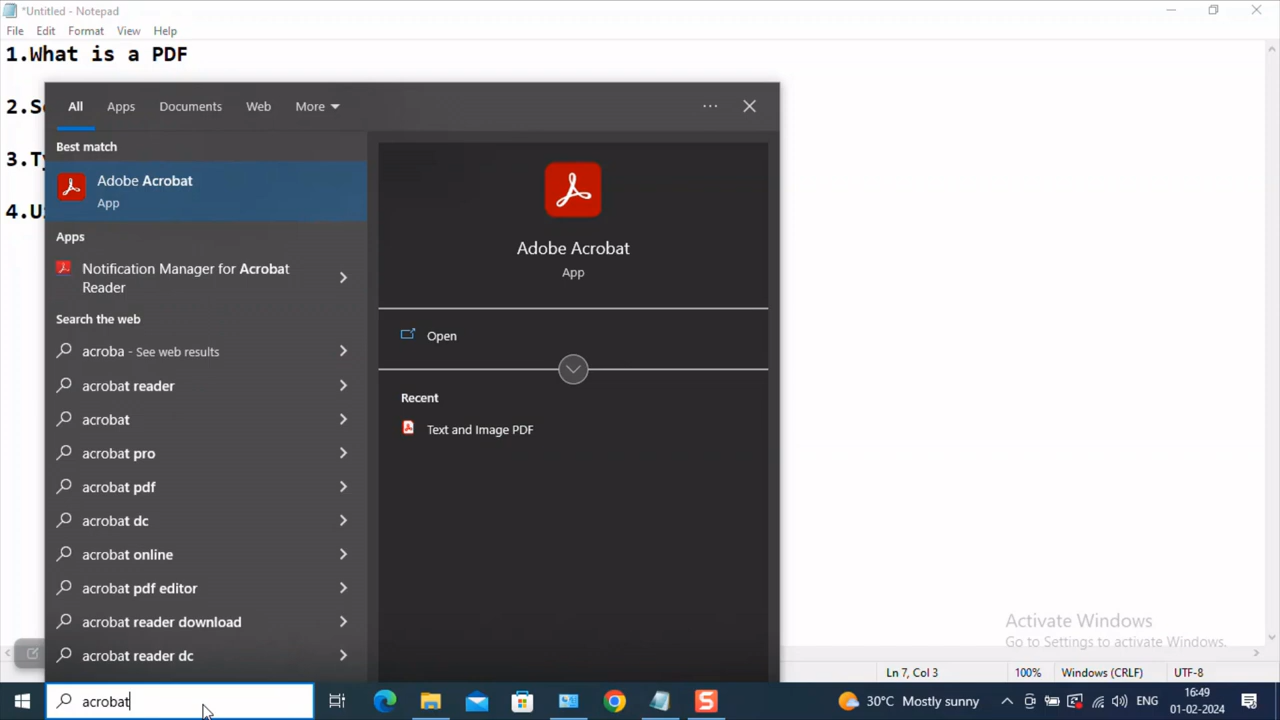 *Untitled - Notepad
File Edit Format View Help
1.What is a PDF
2.S
3.Ty
4.U
All Apps Documents Web More
Best match
Adobe Acrobat
App
Apps
Notification Manager for Acrobat
Reader
Search the web
acroba - See web results
acrobat reader
acrobat
acrobat pro
acrobat pdf
acrobat dc
acrobat online
acrobat pdf editor
acrobat reader download
acrobat reader dc
Adobe Acrobat
App
Open
Recent
Text and Image PDF
Activate Windows
Go to Settings to activate Windows.
Ln 7, Col 3 100% Windows (CRLF) UTF-8
acrobat
30°C Mostly sunny
ENG
16:49
01-02-2024